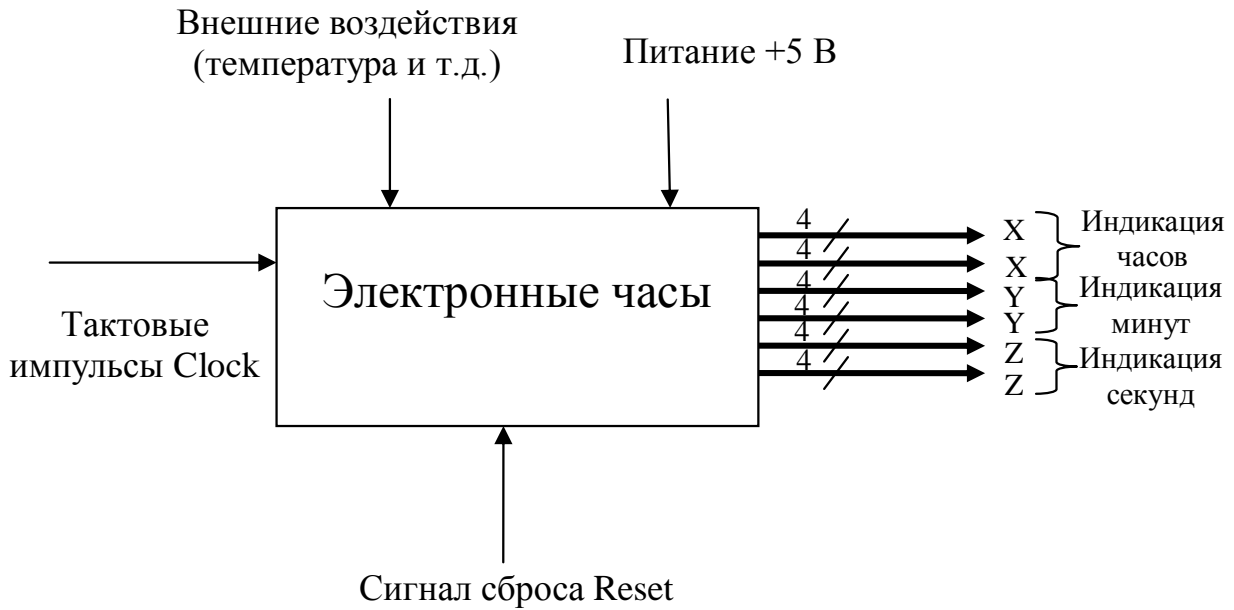 Внешние воздействия
(температура и т.д.)
Питание +5 В
Тактовые
импульсы Clock
Электронные часы
4
4
4
4
4
4
X
X
Y
Y
Z
Z
Индикация
часов
Индикация
минут
Индикация
секунд
Сигнал сброса Reset